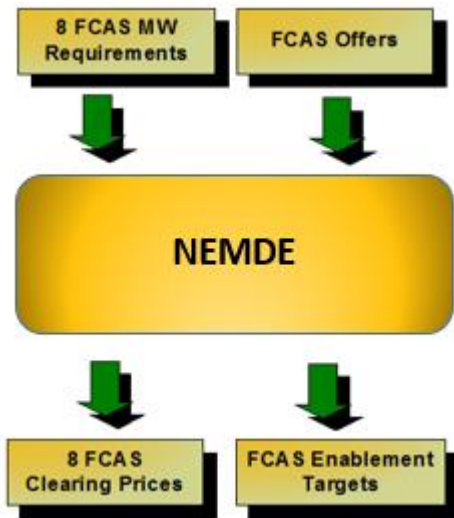 8 FCAS MW
Requirements
FCAS Offers
NEMDE
8 FCAS
Clearing Prices
FCAS Enablement
Targets